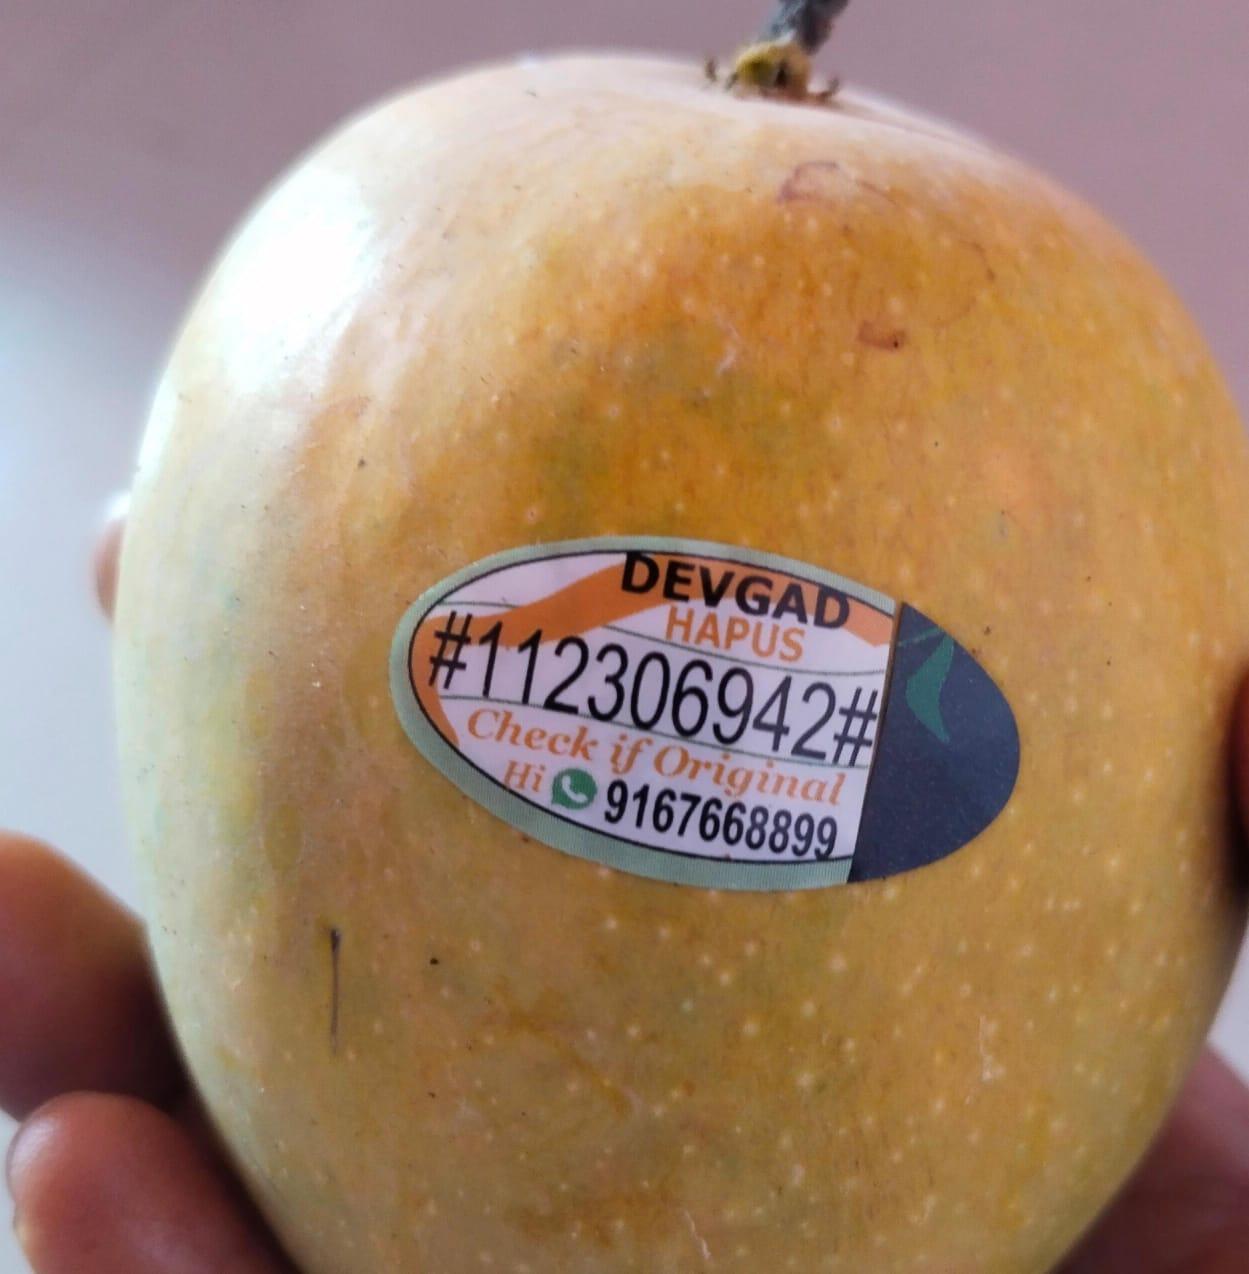 DEVGAD
HAPUS
#112306942#
Check if Original
Hi 9167668899